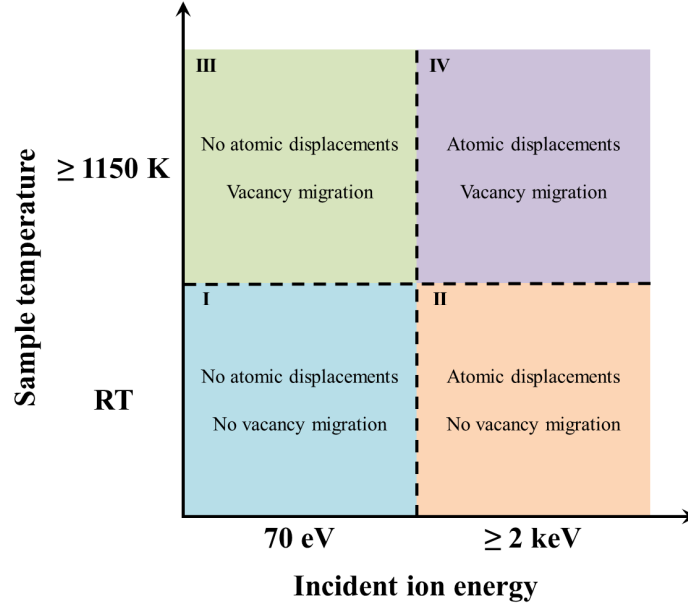 III
IV
No atomic displacements
Vacancy migration
Atomic displacements
Vacancy migration
≥ 1150 K
Sample temperature
I
II
No atomic displacements
No vacancy migration
Atomic displacements
No vacancy migration
RT
70 eV
≥ 2 keV
Incident ion energy